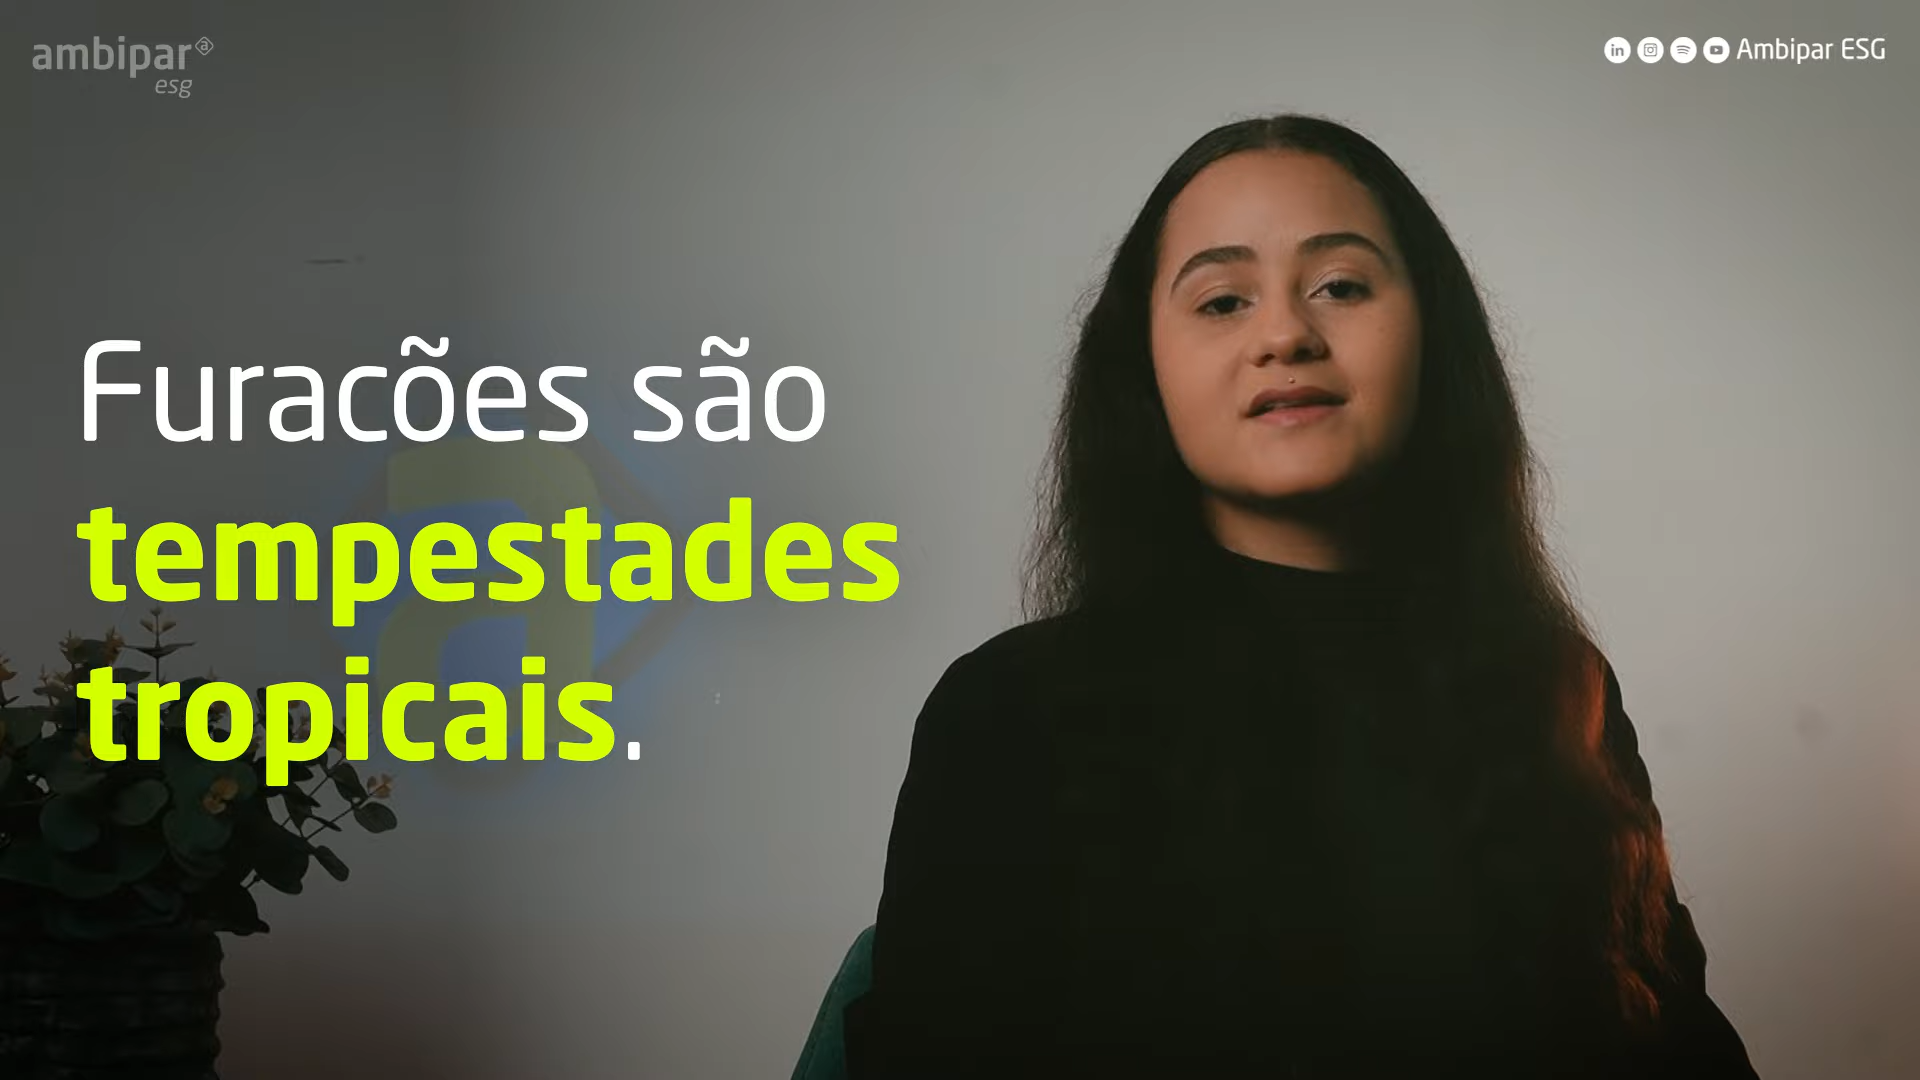 ambipar
esg
Ambipar ESG
Furacões são
tempestades
tropicais.